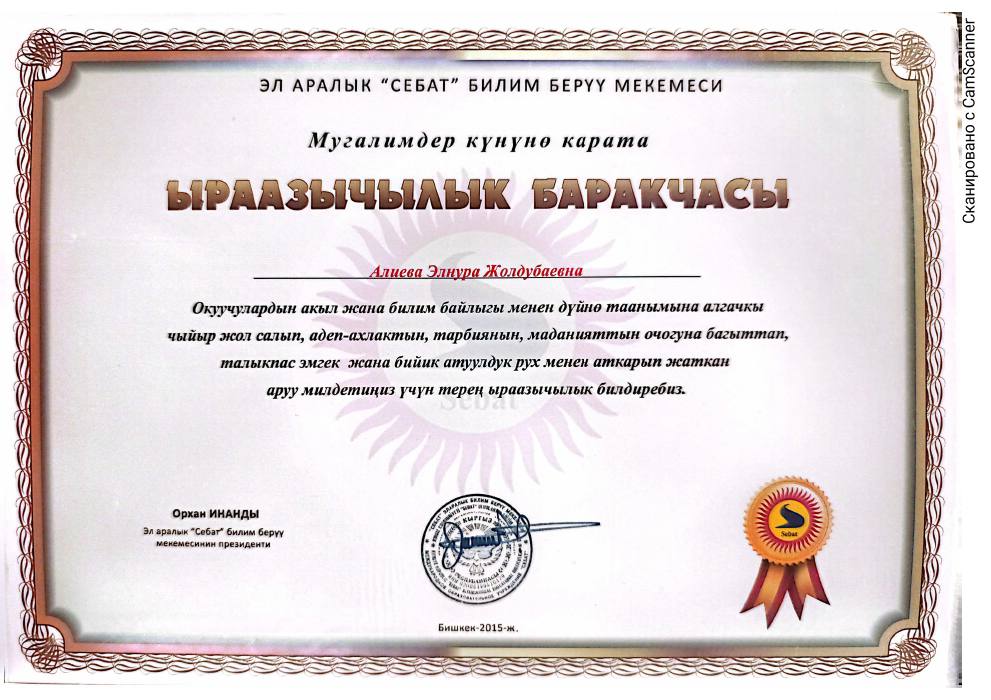 ЭЛ АРАЛЫК “СЕБАТ” БИЛИМ БЕРҮҮ МЕКЕМЕСИ
Мугалимдер күнүнө карата
ЫРААЗЫЧЫЛЫК БАРАКЧАСЫ
Алиева Элнура Жолдубаевна
Окуучулардын акыл жана билим байлыгы менен дүйнө таанымына алгачкы
чыйыр жол салып, адеп-ахлактын, тарбиянын, маданияттын очогуна багыттап,
талыкпас эмгек жана бийик атуулдук рух менен аткарып жаткан
аруу милдетиңиз үчүн терең ыраазычылык билдиребиз.
Sebat
Орхан ИНАНДЫ
Эл аралык “Себат” билим берүү
мекемесинин президенти
Sebat
Бишкек-2015-ж.
Сканировано с CamScanner